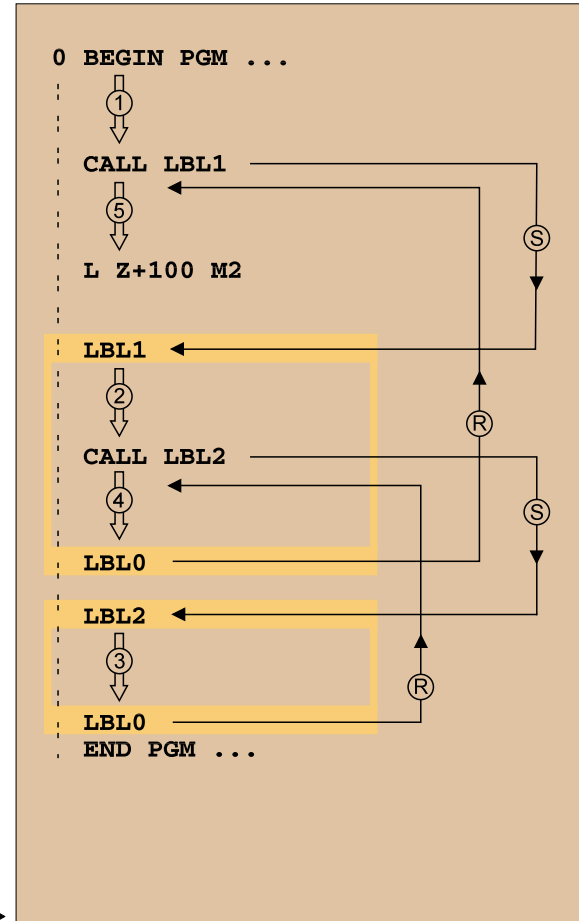 0 BEGIN PGM ...
1
CALL LBL1
5
S
L Z+100 M2
LBL1
2
R
CALL LBL2
4
S
LBL0
LBL2
3
R
LBL0
END PGM ...